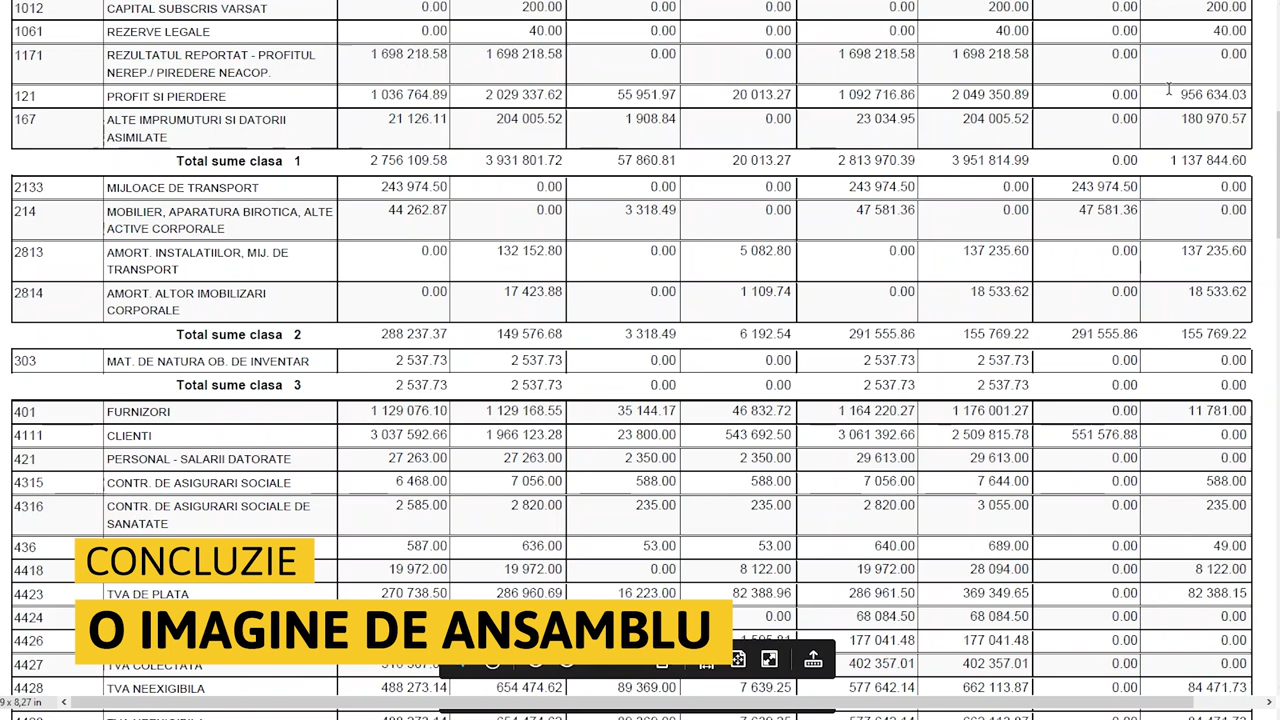 1012 CAPITAL SUBSCRIS VARSAT 0.00 200.00 0.00 0.00 0.00 200.00 0.00 200.00
1061 REZERVE LEGALE 0.00 40.00 0.00 0.00 0.00 40.00 0.00 40.00
1171 REZULTATUL REPORTAT - PROFITUL 1 698 218.58 1 698 218.58 0.00 0.00 1 698 218.58 1 698 218.58 0.00 0.00
NEREP./ PIREDERE NEACOP.
121 PROFIT SI PIERDERE 1 036 764.89 2 029 337.62 55 951.97 20 013.27 1 092 716.86 2 049 350.89 0.00 956 634.03
167 ALTE IMPRUMUTURI SI DATORII 21 126.11 204 005.52 1 908.84 0.00 23 034.95 204 005.52 0.00 180 970.57
ASIMILATE
Total sume clasa 1 2 756 109.58 3 931 801.72 57 860.81 20 013.27 2 813 970.39 3 951 814.99 0.00 1 137 844.60
2133 MIJLOACE DE TRANSPORT 243 974.50 0.00 0.00 0.00 243 974.50 0.00 243 974.50 0.00
214 MOBILIER, APARATURA BIROTICA, ALTE 44 262.87 0.00 3 318.49 0.00 47 581.36 0.00 47 581.36 0.00
ACTIVE CORPORALE
2813 AMORT. INSTALATIILOR, MIJ. DE 0.00 132 152.80 0.00 5 082.80 0.00 137 235.60 0.00 137 235.60
TRANSPORT
2814 AMORT. ALTOR IMOBILIZARI 0.00 17 423.88 0.00 1 109.74 0.00 18 533.62 0.00 18 533.62
CORPORALE
Total sume clasa 2 288 237.37 149 576.68 3 318.49 6 192.54 291 555.86 155 769.22 291 555.86 155 769.22
303 MAT. DE NATURA OB. DE INVENTAR 2 537.73 2 537.73 0.00 0.00 2 537.73 2 537.73 0.00 0.00
Total sume clasa 3 2 537.73 2 537.73 0.00 0.00 2 537.73 2 537.73 0.00 0.00
401 FURNIZORI 1 129 076.10 1 129 168.55 35 144.17 46 832.72 1 164 220.27 1 176 001.27 0.00 11 781.00
4111 CLIENTI 3 037 592.66 1 966 123.28 23 800.00 543 692.50 3 061 392.66 2 509 815.78 551 576.88 0.00
421 PERSONAL - SALARII DATORATE 27 263.00 27 263.00 2 350.00 2 350.00 29 613.00 29 613.00 0.00 0.00
4315 CONTR. DE ASIGURARI SOCIALE 6 468.00 7 056.00 588.00 588.00 7 056.00 7 644.00 0.00 588.00
4316 CONTR. DE ASIGURARI SOCIALE DE 2 585.00 2 820.00 235.00 235.00 2 820.00 3 055.00 0.00 235.00
SANATATE
436 587.00 636.00 53.00 53.00 640.00 689.00 0.00 49.00
CONCLUZIE
4418 19 972.00 19 972.00 0.00 8 122.00 19 972.00 28 094.00 0.00 8 122.00
4423 TVA DE PLATA 270 738.50 286 960.69 16 223.00 82 388.96 286 961.50 369 349.65 0.00 82 388.15
4424 0.00 68 084.50 68 084.50 0.00 0.00
O IMAGINE DE ANSAMBLU
4426 177 041.48 177 041.48 0.00 0.00
4427 TVA COLECTATA 402 357.01 402 357.01 0.00 0.00
4428 TVA NEEXIGIBILA 488 273.14 654 474.62 89 369.00 7 639.25 577 642.14 662 113.87 0.00 84 471.73
9 x 8,27 in